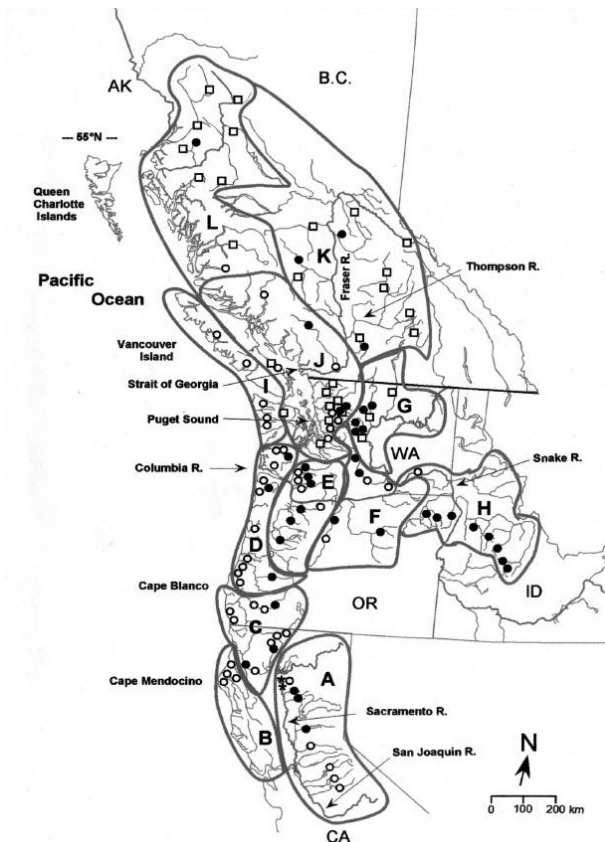 AK
B.C.
--- 55°N
Queen
Charlotte
Islands
L
K
Fraser R.
Thompson R.
Pacific
Ocean
Vancouver
Island
J
Strait of Georgia
I
G
Puget Sound
WA
Columbia R.
Snake R.
E
F
H
D
Cape Blanco
OR
ID
C
Cape Mendocino
A
**
Sacramento R.
B
San Joaquin R.
N
0 100 200 km
CA